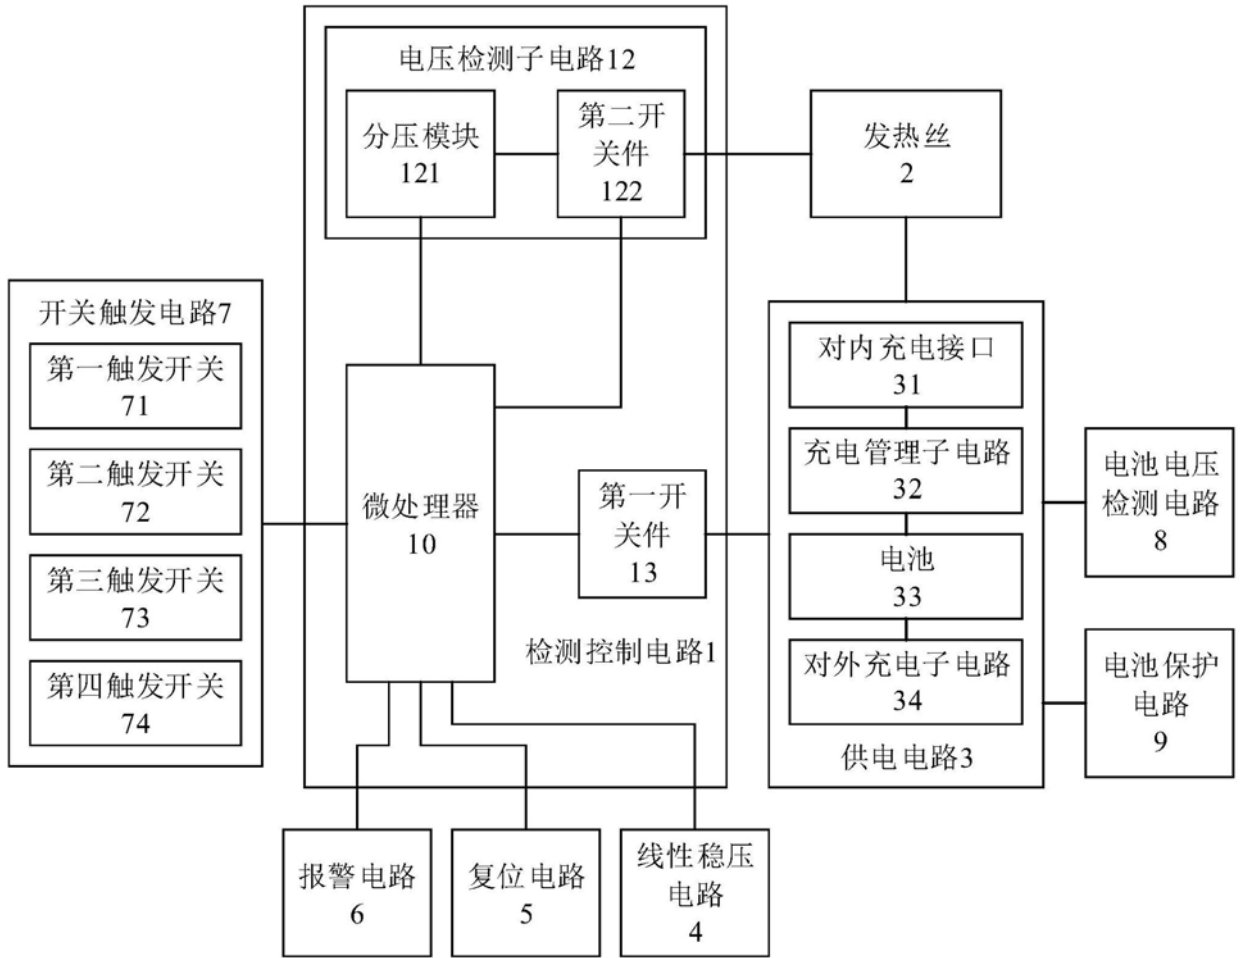 电压检测子电路12
分压模块
121
第二开
关件
122
发热丝
2
开关触发电路7
第一触发开关
71
第二触发开关
72
第三触发开关
73
第四触发开关
74
微处理器
10
第一开
关件
13
检测控制电路1
对内充电接口
31
充电管理子电路
32
电池
33
对外充电子电路
34
供电电路3
电池电压
检测电路
8
电池保护
电路
9
报警电路
6
复位电路
5
线性稳压
电路
4